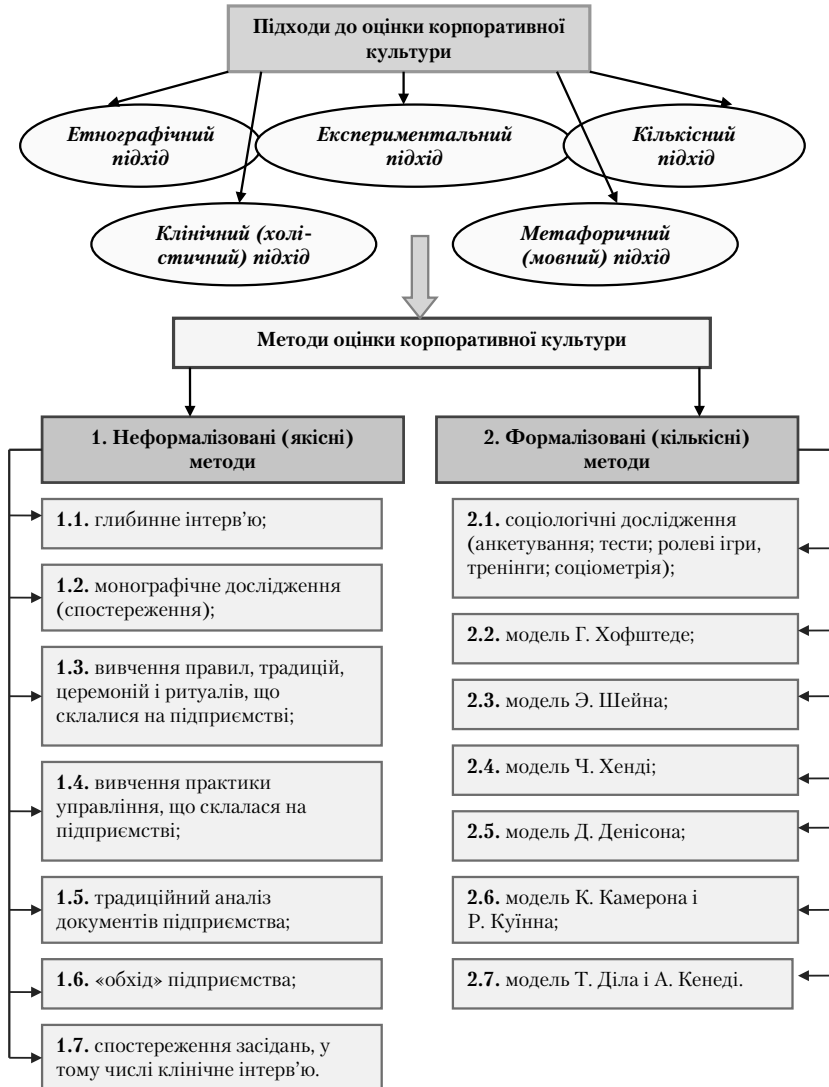 Підходи до оцінки корпоративної
культури
Етнографічний
підхід
Експериментальний
підхід
Кількісний
підхід
Клінічний (холі-
стичний) підхід
Метафоричний
(мовний) підхід
Методи оцінки корпоративної культури
1. Неформалізовані (якісні)
методи
1.1. глибинне інтерв’ю;
1.2. монографічне дослідження
(спостереження);
1.3. вивчення правил, традицій,
церемоній і ритуалів, що
склалися на підприємстві;
1.4. вивчення практики
управління, що склалася на
підприємстві;
1.5. традиційний аналіз
документів підприємства;
1.6. «обхід» підприємства;
1.7. спостереження засідань, у
тому числі клінічне інтерв’ю.
2. Формалізовані (кількісні)
методи
2.1. соціологічні дослідження
(анкетування; тести; ролеві ігри,
тренінги; соціометрія);
2.2. модель Г. Хофштеде;
2.3. модель Э. Шейна;
2.4. модель Ч. Хенді;
2.5. модель Д. Денісона;
2.6. модель К. Камерона і
Р. Куїнна;
2.7. модель Т. Діла і А. Кенеді.